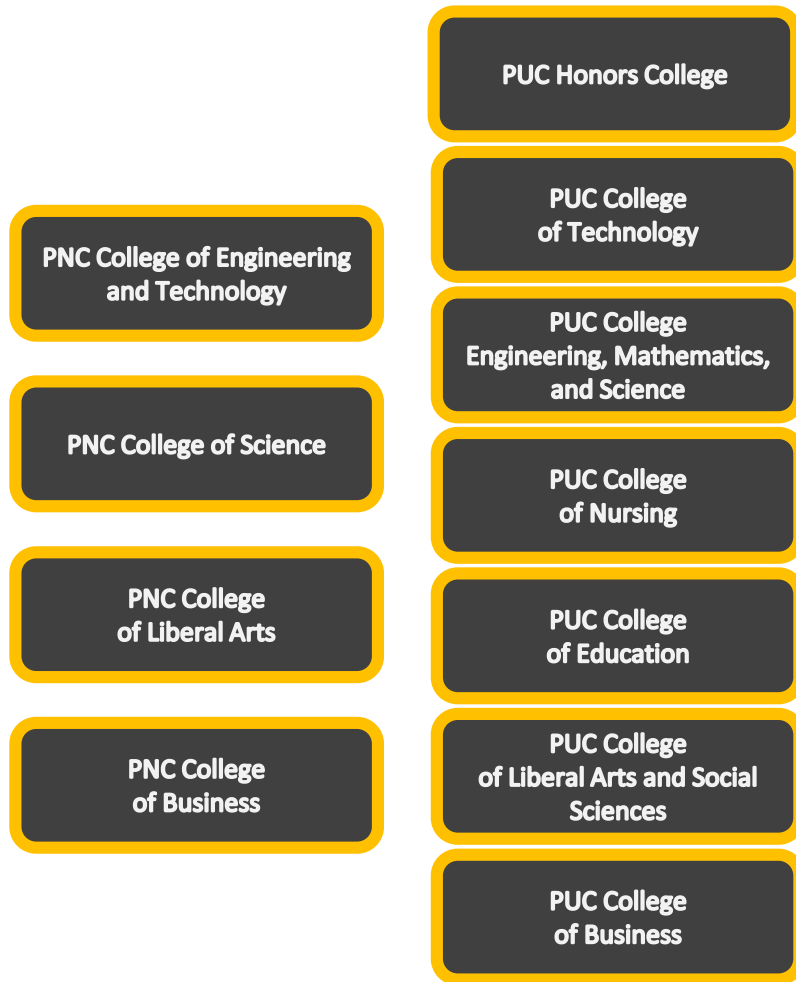 PNC College of Engineering
and Technology
PNC College of Science
PNC College
of Liberal Arts
PNC College
of Business
PUC Honors College
PUC College
of Technology
PUC College
Engineering, Mathematics,
and Science
PUC College
of Nursing
PUC College
of Education
PUC College
of Liberal Arts and Social
Sciences
PUC College
of Business